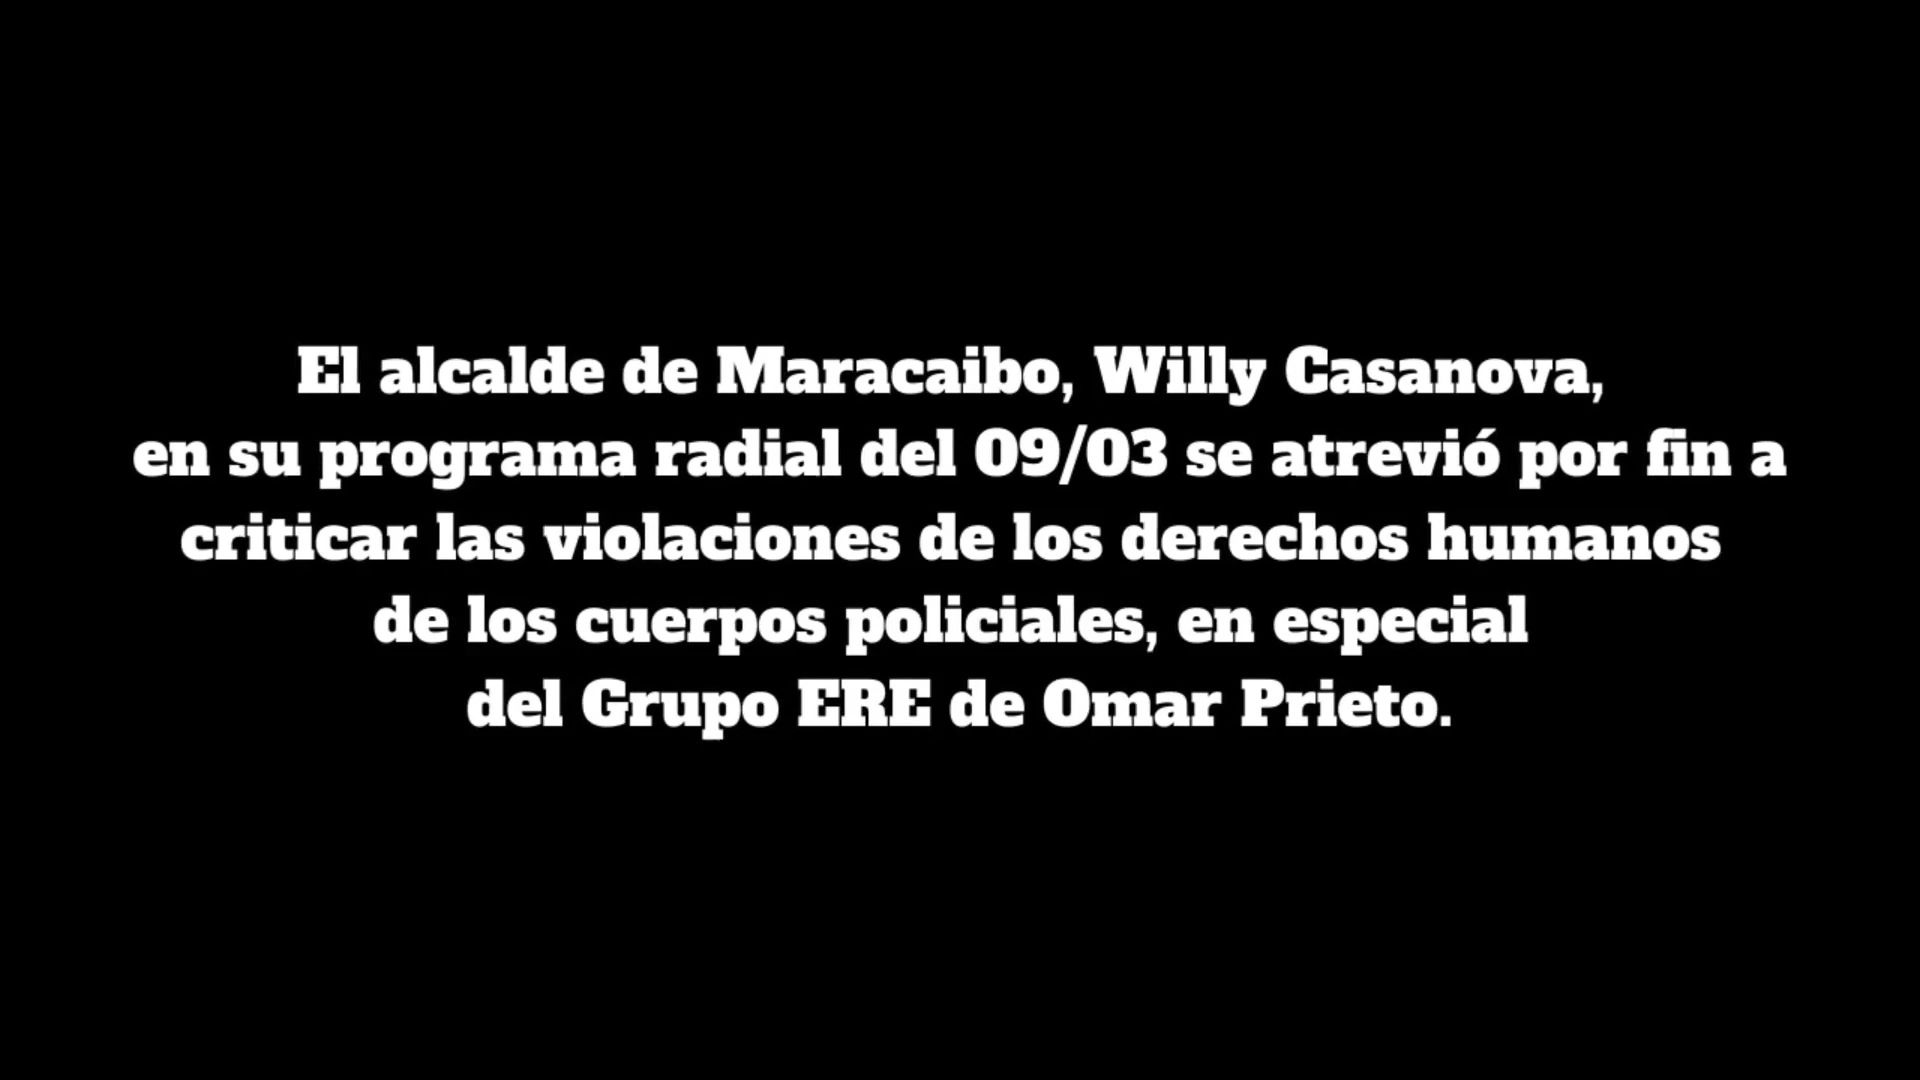 El alcalde de Maracaibo, Willy Casanova,
en su programa radial del 09/03 se atrevió por fin a
criticar las violaciones de los derechos humanos
de los cuerpos policiales, en especial
del Grupo ERE de Omar Prieto.